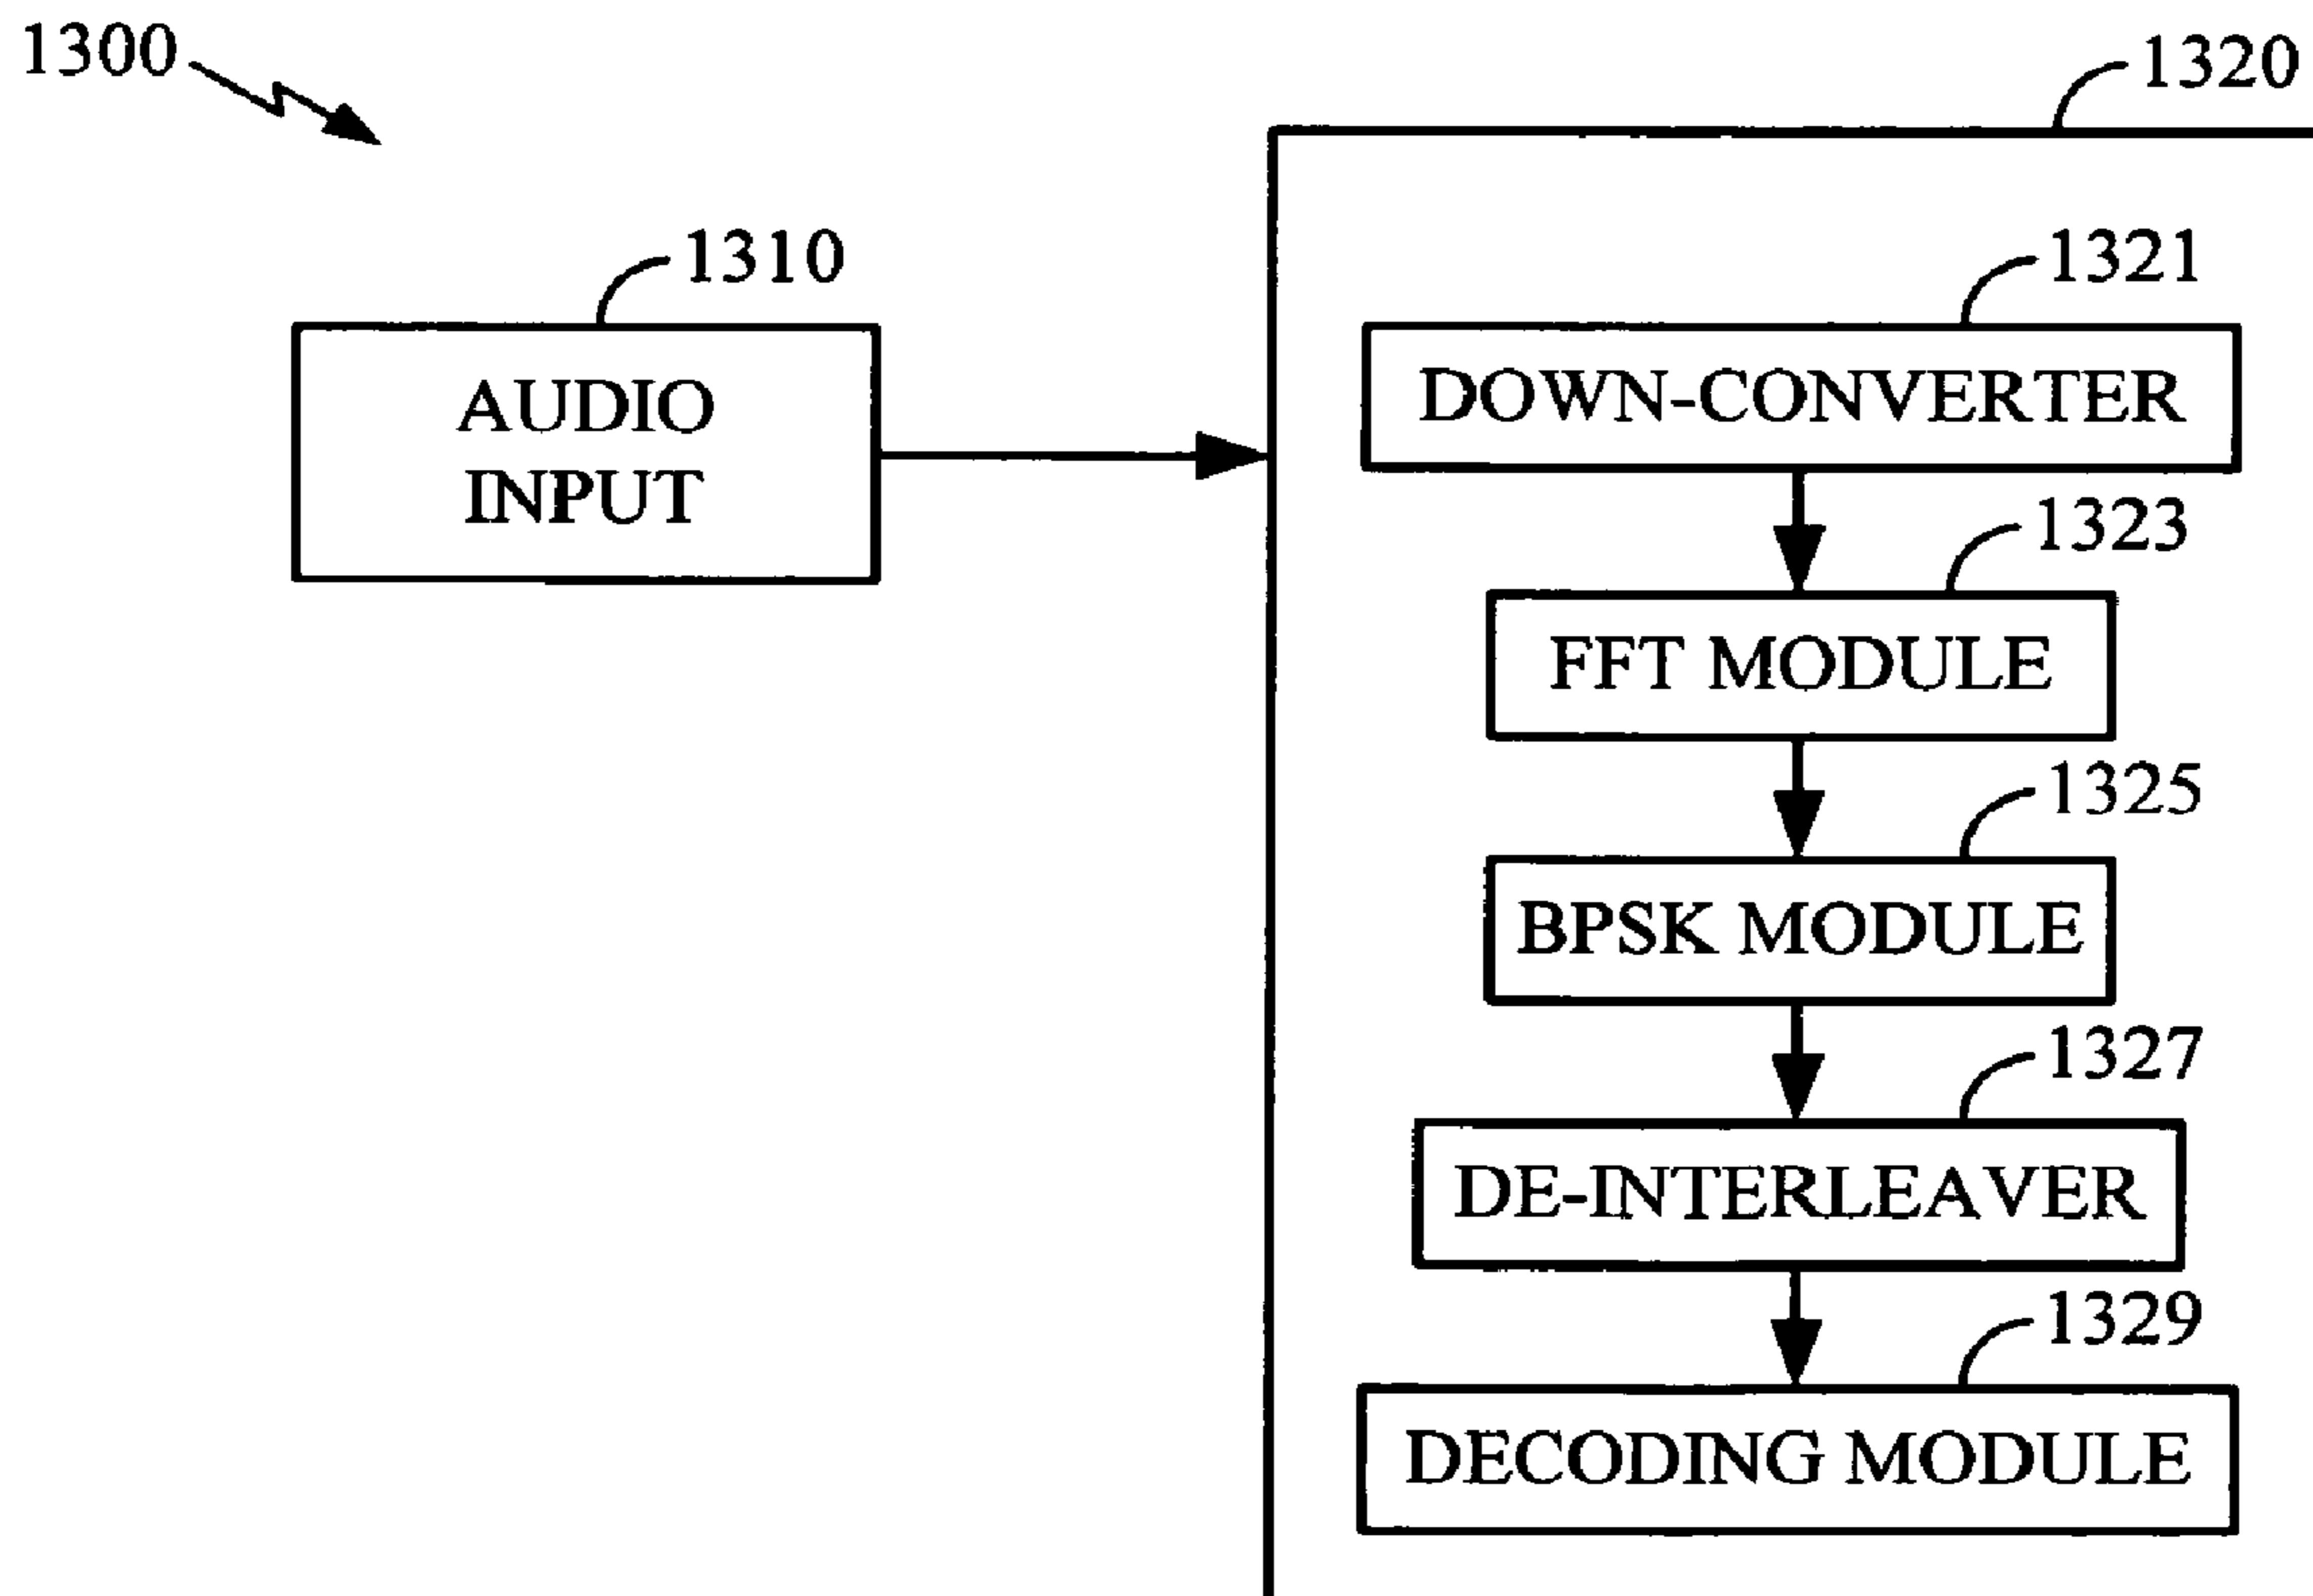 1300
1320
1310
AUDIO
INPUT
1321
DOWN-CONVERTER
1323
FFT MODULE
1325
BPSK MODULE
1327
DE-INTERLEAVER
1329
DECODING MODULE